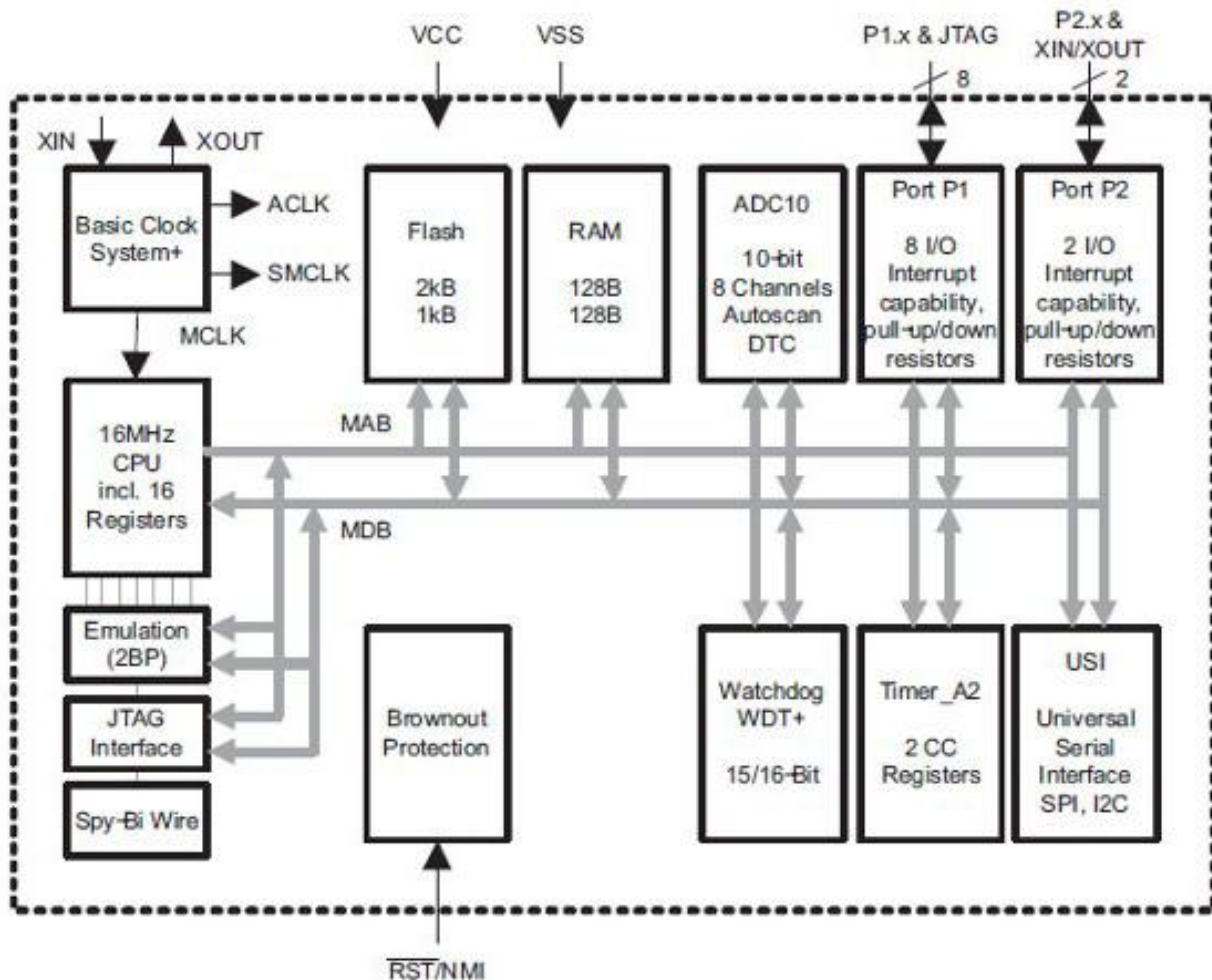 VCC
VSS
P1.x & JTAG
8
P2.x &
XIN/XOUT
2
XIN
XOUT
Basic Clock
System+
ACLK
SMCLK
MCLK
Flash
2kB
1kB
RAM
128B
128B
ADC10
10-bit
8 Channels
Autoscan
DTC
Port P1
8 I/O
Interrupt
capability,
pull-up/down
resistors
Port P2
2 I/O
Interrupt
capability,
pull-up/down
resistors
16MHz
CPU
incl. 16
Registers
MAB
MDB
Emulation
(2BP)
JTAG
Interface
Spy-Bi Wire
Brownout
Protection
Watchdog
WDT+
15/16-Bit
Timer_A2
2 CC
Registers
USI
Universal
Serial
Interface
SPI, I2C
RST/NMI